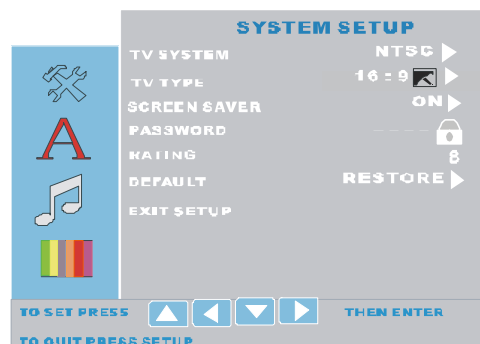 SYSTEM SETUP
TV SYSTEM NTSC
TV TYPE 16:9
SCREEN SAVER ON
PASSWORD - - - -
RATING 8
DEFAULT RESTORE
EXIT SETUP
A
TO SET PRESS THEN ENTER
TO QUIT PRESS SETUP